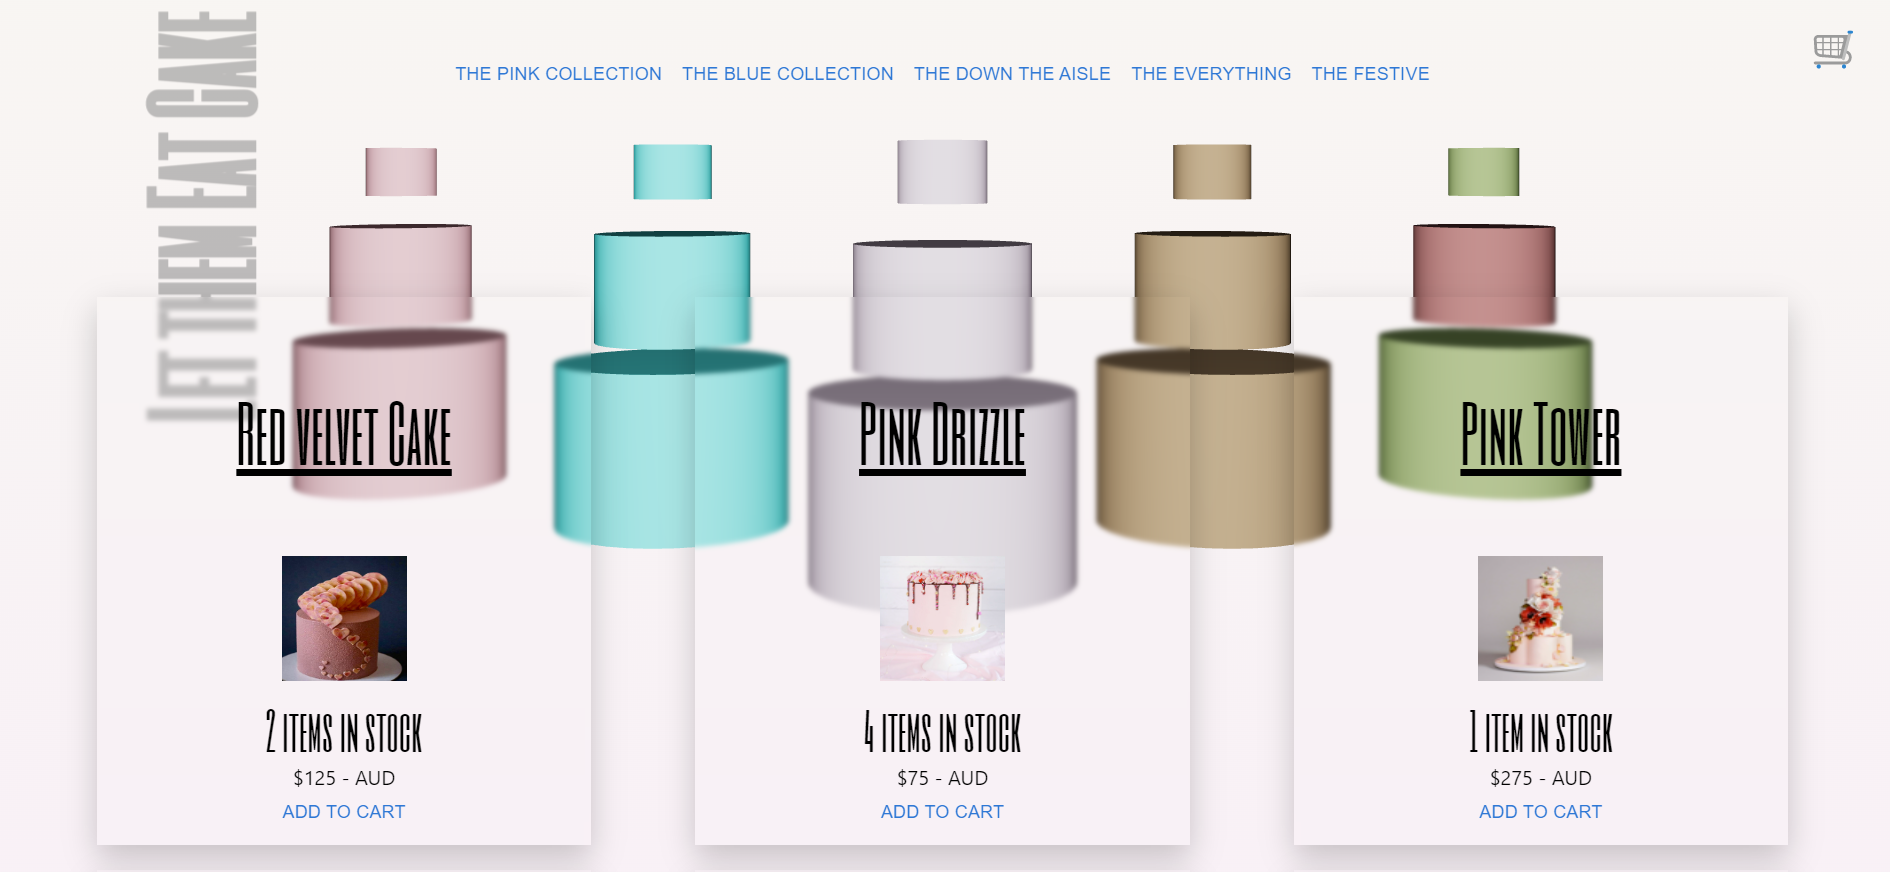 Let them Eat Cake
THE PINK COLLECTION THE BLUE COLLECTION THE DOWN THE AISLE THE EVERYTHING THE FESTIVE
Red velvet Cake
2 items in stock
$125 - AUD
ADD TO CART
Pink Drizzle
4 items in stock
$75 - AUD
ADD TO CART
Pink Tower
1 item in stock
$275 - AUD
ADD TO CART